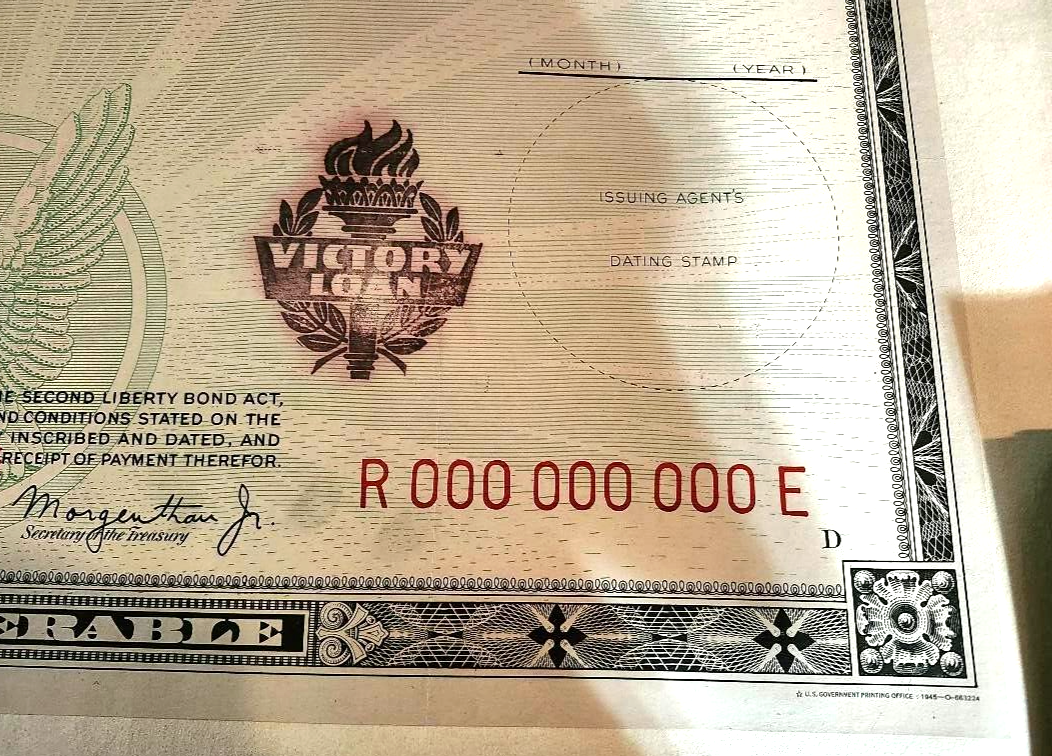 (MONTH) (YEAR)
ISSUING AGENT'S
DATING STAMP
VICTORY
LOAN
E SECOND LIBERTY BOND ACT,
ND CONDITIONS STATED ON THE
Y INSCRIBED AND DATED, AND
RECEIPT OF PAYMENT THEREFOR.
R 000 000 000 E
Morgenthau Jr.
Secretary of the Treasury
D
ERABLE
☆ U.S. GOVERNMENT PRINTING OFFICE : 1945—O-663224